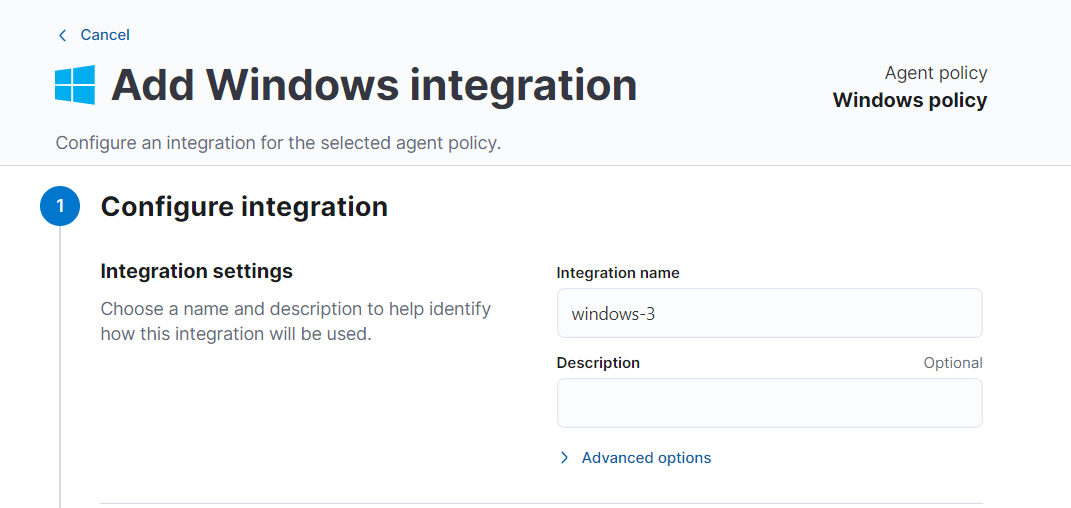 Cancel
Add Windows integration
Agent policy
Windows policy
Configure an integration for the selected agent policy.
1
Configure integration
Integration settings
Choose a name and description to help identify
how this integration will be used.
Integration name
windows-3
Description
Optional
Advanced options